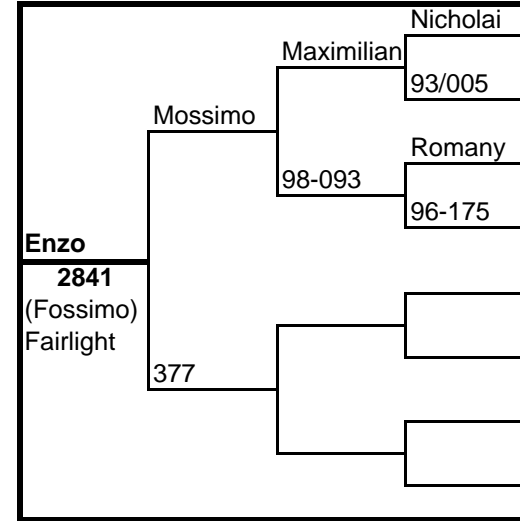 Nicholai
Maximilian
93/005
Mossimo
Romany
98-093
96-175
Enzo
2841
(Fossimo)
Fairlight
377